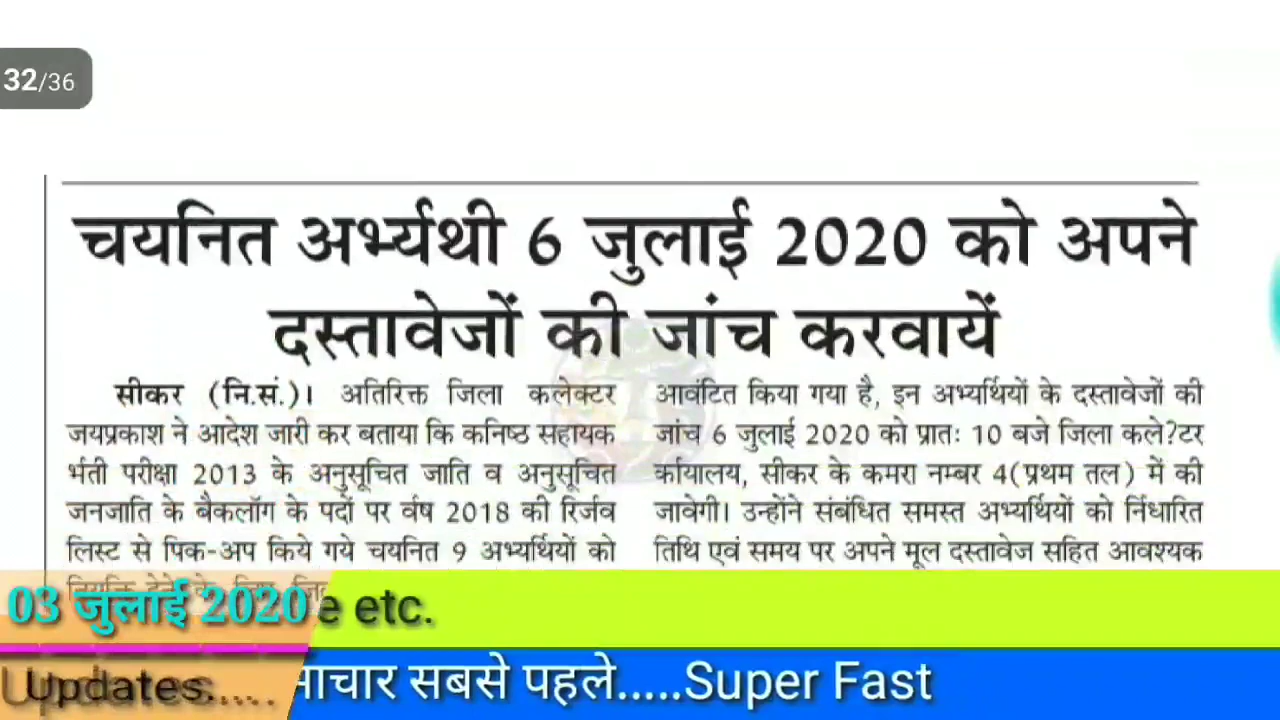 32/36
चयनित अर्भ्यथी 6 जुलाई 2020 को अपने
दस्तावेजों की जांच करवायें
सीकर (नि.सं.)। अतिरिक्त जिला कलेक्टर
जयप्रकाश ने आदेश जारी कर बताया कि कनिष्ठ सहायक
र्भती परीक्षा 2013 के अनुसूचित जाति व अनुसूचित
जनजाति के बैकलॉग के पदों पर र्वष 2018 की रिर्जव
लिस्ट से पिक-अप किये गये चयनित 9 अभ्यर्थियों को
आवंटित किया गया है, इन अभ्यर्थियों के दस्तावेजों की
जांच 6 जुलाई 2020 को प्रातः 10 बजे जिला कले?टर
र्कायालय, सीकर के कमरा नम्बर 4(प्रथम तल) में की
जावेगी। उन्होंने संबंधित समस्त अभ्यर्थियों को र्निधारित
तिथि एवं समय पर अपने मूल दस्तावेज सहित आवश्यक
03 जुलाई 2020 e etc.
Updates.... माचार सबसे पहले.....Super Fast